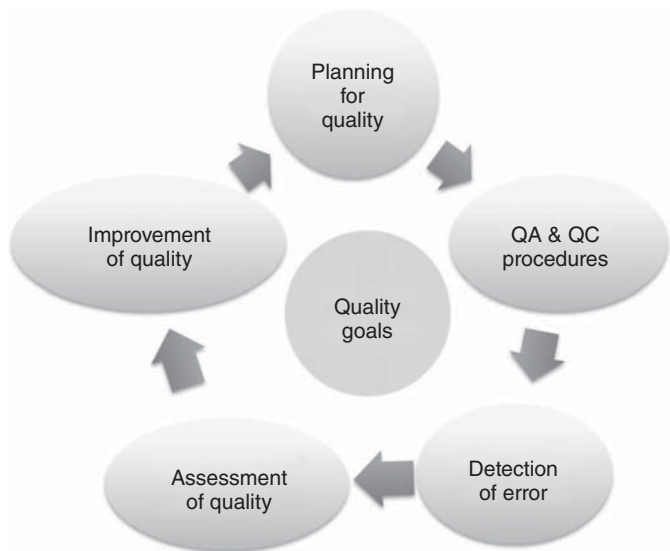 Planning
for
quality
QA & QC
procedures
Detection
of error
Assessment
of quality
Improvement
of quality
Quality
goals